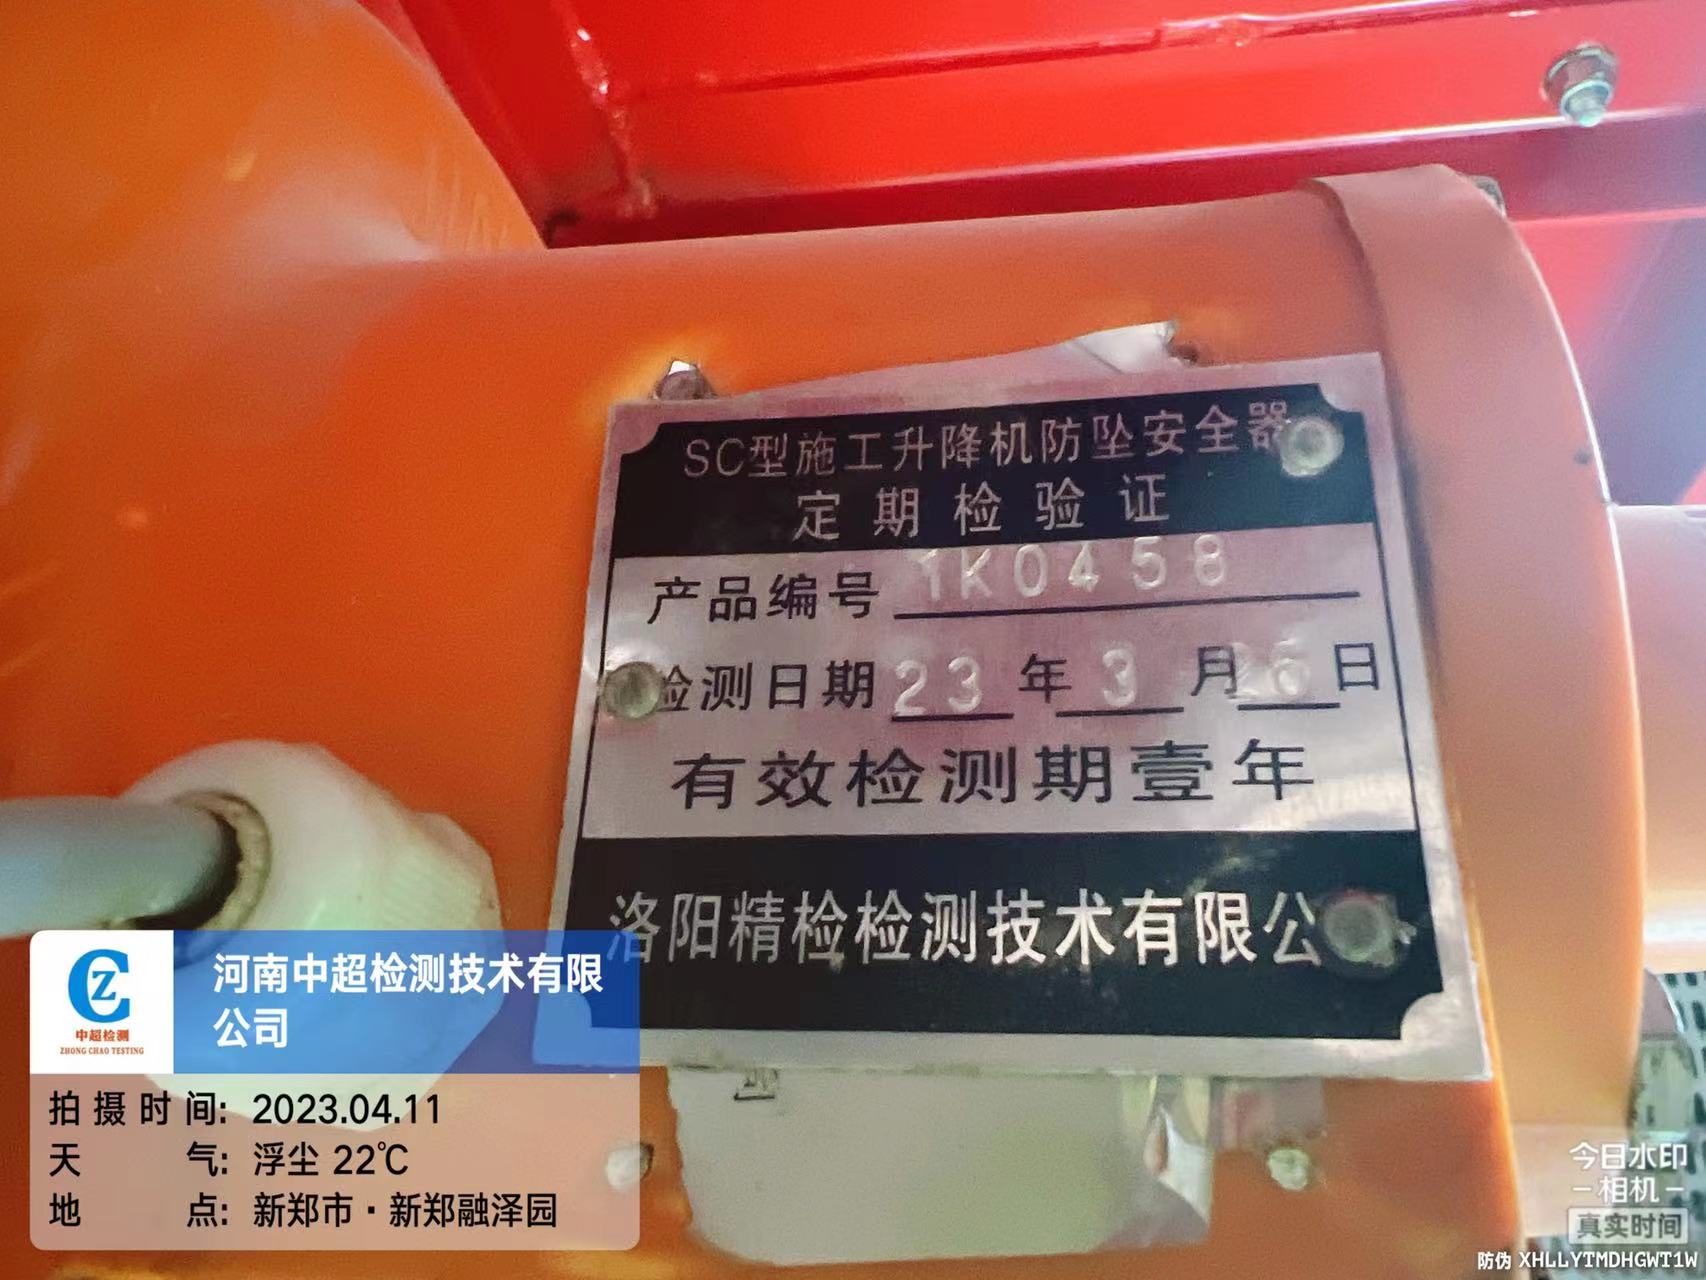 SC型施工升降机防坠安全器
定期检验证
产品编号 1K0458
检测日期 23 年 3 月 26 日
有效检测期壹年
洛阳精检检测技术有限公
中超检测
ZHONG CHAO TESTING
河南中超检测技术有限
公司
拍摄时间: 2023.04.11
天气: 浮尘 22℃
地点: 新郑市·新郑融泽园
今日水印
相机
真实时间
防伪 XHLLYTMDHGWT1W